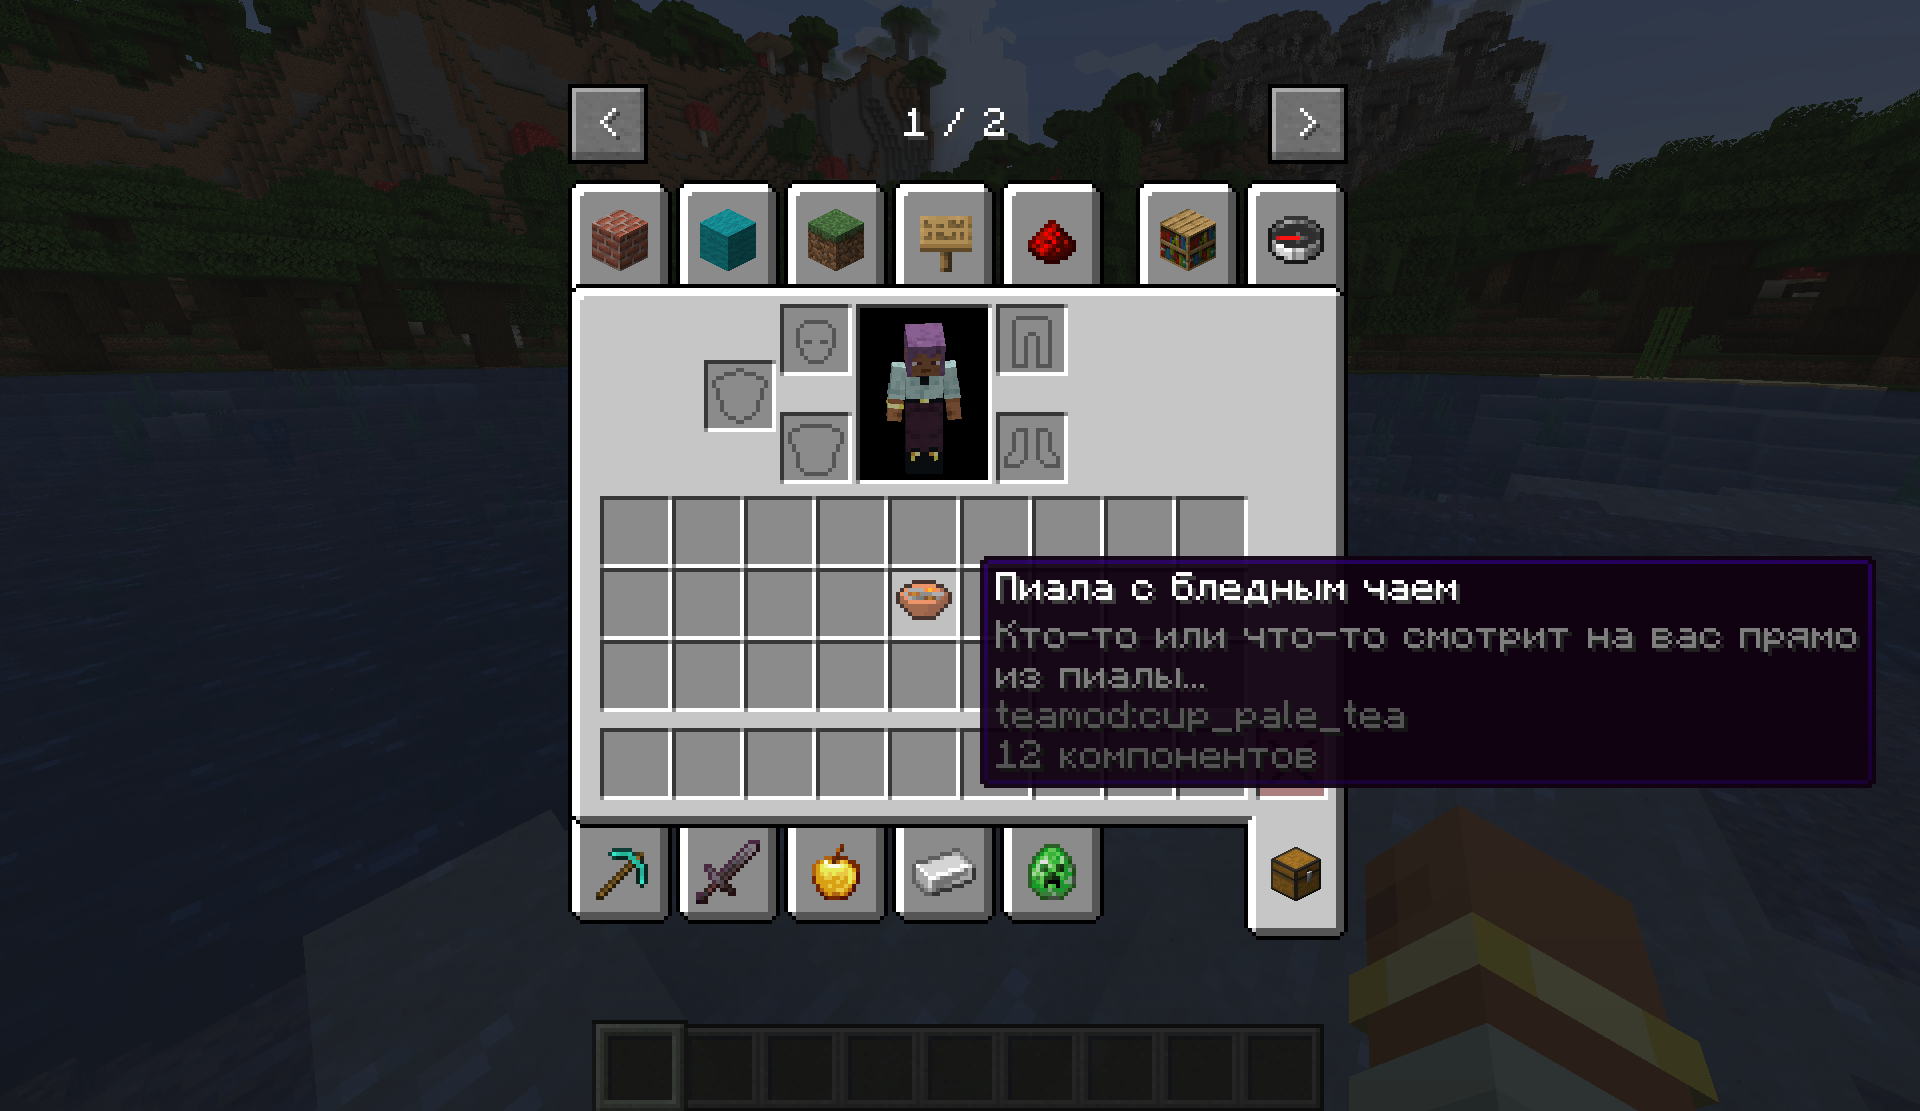 <
1 / 2
>
Пиала с бледным чаем
Кто-то или что-то смотрит на вас прямо
из пиалы…
teamod:cup_pale_tea
12 компонентов